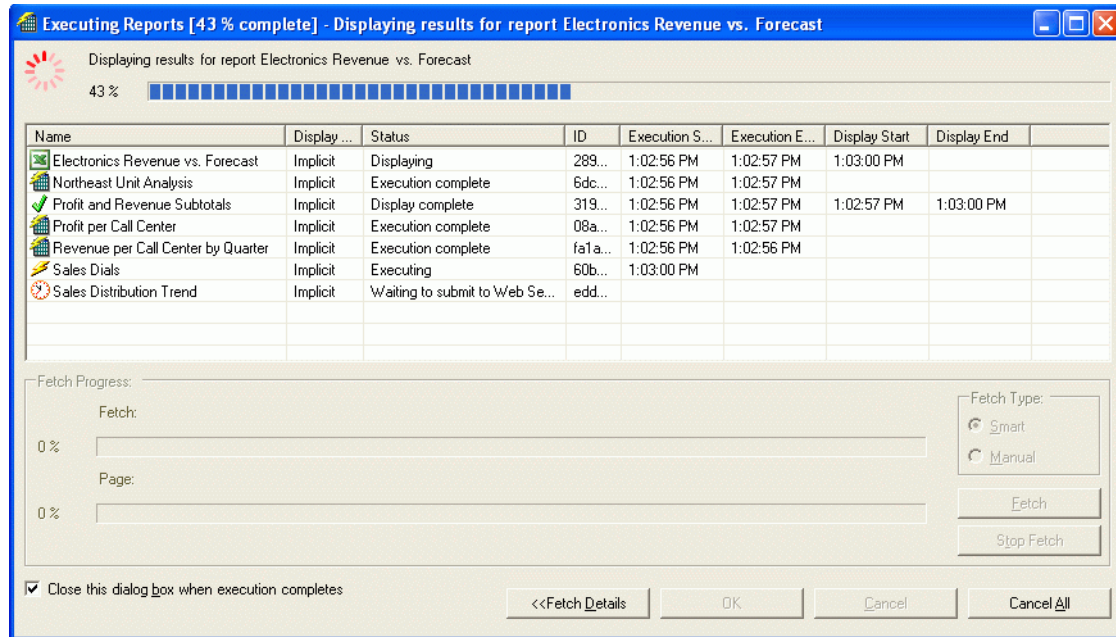 Executing Reports [43 % complete] - Displaying results for report Electronics Revenue vs. Forecast
Displaying results for report Electronics Revenue vs. Forecast
43 %
Name Display ... Status ID Execution S... Execution E... Display Start Display End
Electronics Revenue vs. Forecast Implicit Displaying 289... 1:02:56 PM 1:02:57 PM 1:03:00 PM
Northeast Unit Analysis Implicit Execution complete 6dc... 1:02:56 PM 1:02:57 PM
Profit and Revenue Subtotals Implicit Display complete 319... 1:02:56 PM 1:02:57 PM 1:02:57 PM 1:03:00 PM
Profit per Call Center Implicit Execution complete 08a... 1:02:56 PM 1:02:57 PM
Revenue per Call Center by Quarter Implicit Execution complete fa1a... 1:02:56 PM 1:02:56 PM
Sales Dials Implicit Executing 60b... 1:03:00 PM
Sales Distribution Trend Implicit Waiting to submit to Web Se... edd...
Fetch Progress:
Fetch:
0 %
Page:
0 %
Fetch Type:
Smart
Manual
Fetch
Stop Fetch
Close this dialog box when execution completes
<<Fetch Details OK Cancel Cancel All